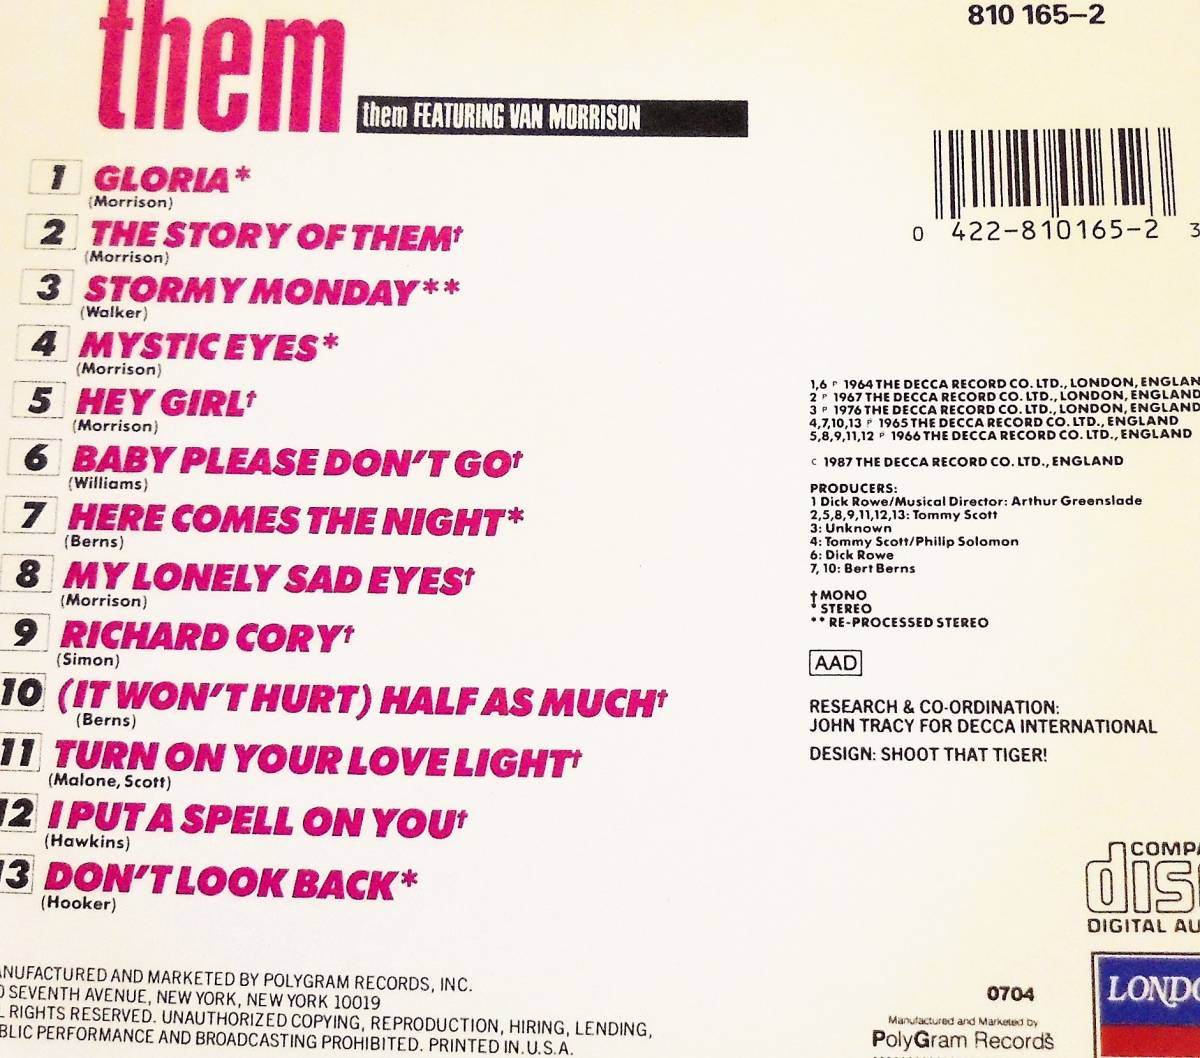 them
them FEATURING VAN MORRISON
810 165-2
0 422-810165-2 3
1 GLORIA*
(Morrison)
2 THE STORY OF THEM†
(Morrison)
3 STORMY MONDAY**
(Walker)
4 MYSTIC EYES*
(Morrison)
5 HEY GIRL†
(Morrison)
6 BABY PLEASE DON'T GO†
(Williams)
7 HERE COMES THE NIGHT*
(Berns)
8 MY LONELY SAD EYES†
(Morrison)
9 RICHARD CORY†
(Simon)
10 (IT WON'T HURT) HALF AS MUCH†
(Berns)
11 TURN ON YOUR LOVE LIGHT†
(Malone, Scott)
12 I PUT A SPELL ON YOU†
(Hawkins)
13 DON'T LOOK BACK*
(Hooker)
1,6 ℗ 1964 THE DECCA RECORD CO. LTD., LONDON, ENGLAN
2 ℗ 1967 THE DECCA RECORD CO. LTD., LONDON, ENGLAND
3 ℗ 1976 THE DECCA RECORD CO. LTD., LONDON, ENGLAND
4,7,10,13 ℗ 1965 THE DECCA RECORD CO. LTD., ENGLAND
5,8,9,11,12 ℗ 1966 THE DECCA RECORD CO. LTD., ENGLAND
© 1987 THE DECCA RECORD CO. LTD., ENGLAND
PRODUCERS:
1 Dick Rowe/Musical Director: Arthur Greenslade
2,5,8,9,11,12,13: Tommy Scott
3: Unknown
4: Tommy Scott/Philip Solomon
6: Dick Rowe
7, 10: Bert Berns
† MONO
* STEREO
** RE-PROCESSED STEREO
AAD
RESEARCH & CO-ORDINATION:
JOHN TRACY FOR DECCA INTERNATIONAL
DESIGN: SHOOT THAT TIGER!
COMPA
disc
DIGITAL AU
ANUFACTURED AND MARKETED BY POLYGRAM RECORDS, INC.
0 SEVENTH AVENUE, NEW YORK, NEW YORK 10019
L RIGHTS RESERVED. UNAUTHORIZED COPYING, REPRODUCTION, HIRING, LENDING,
BLIC PERFORMANCE AND BROADCASTING PROHIBITED. PRINTED IN U.S.A.
0704
Manufactured and Marketed by
PolyGram Records
LONDO